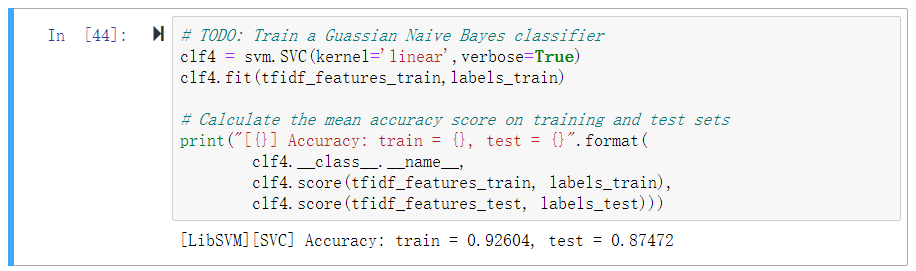 In [44]:
# TODO: Train a Guassian Naive Bayes classifier
clf4 = svm.SVC(kernel='linear',verbose=True)
clf4.fit(tfidf_features_train,labels_train)
# Calculate the mean accuracy score on training and test sets
print("[{}] Accuracy: train = {}, test = {}".format(
clf4.__class__.__name__,
clf4.score(tfidf_features_train, labels_train),
clf4.score(tfidf_features_test, labels_test)))
[LibSVM][SVC] Accuracy: train = 0.92604, test = 0.87472